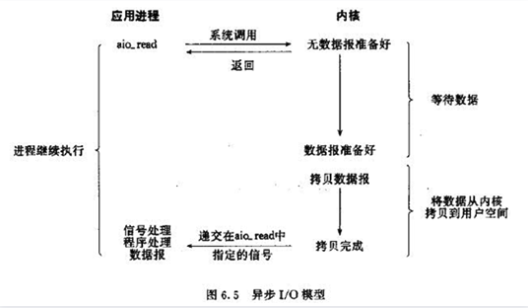 应用进程 内核
aio_read 系统调用 无数据报准备好
返回
等待数据
进程继续执行 数据报准备好
拷贝数据报
将数据从内核
拷贝到用户空间
信号处理 递交在aio_read中
程序处理 拷贝完成
数据报 指定的信号
图 6.5 异步 I/O 模型